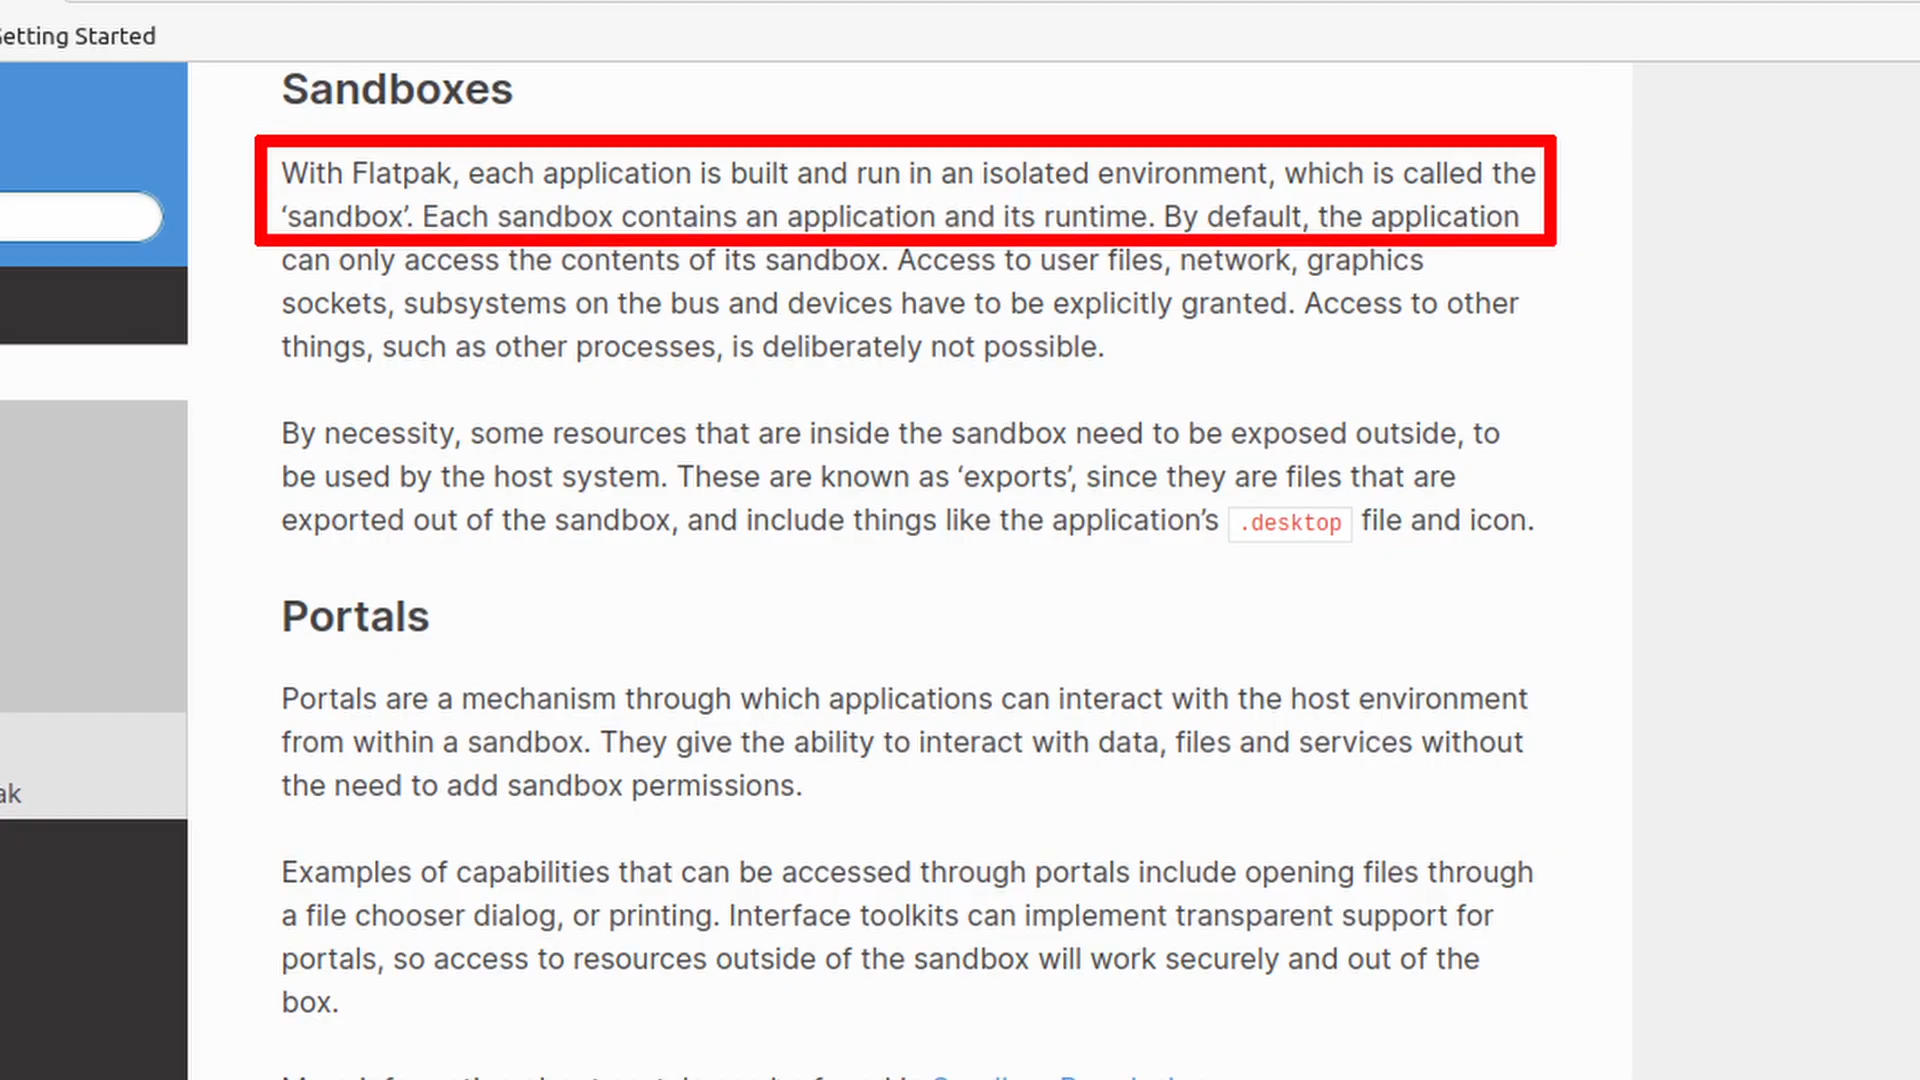 Getting Started
Sandboxes
With Flatpak, each application is built and run in an isolated environment, which is called the
‘sandbox’. Each sandbox contains an application and its runtime. By default, the application
can only access the contents of its sandbox. Access to user files, network, graphics
sockets, subsystems on the bus and devices have to be explicitly granted. Access to other
things, such as other processes, is deliberately not possible.
By necessity, some resources that are inside the sandbox need to be exposed outside, to
be used by the host system. These are known as ‘exports’, since they are files that are
exported out of the sandbox, and include things like the application’s .desktop file and icon.
Portals
Portals are a mechanism through which applications can interact with the host environment
from within a sandbox. They give the ability to interact with data, files and services without
the need to add sandbox permissions.
ak
Examples of capabilities that can be accessed through portals include opening files through
a file chooser dialog, or printing. Interface toolkits can implement transparent support for
portals, so access to resources outside of the sandbox will work securely and out of the
box.